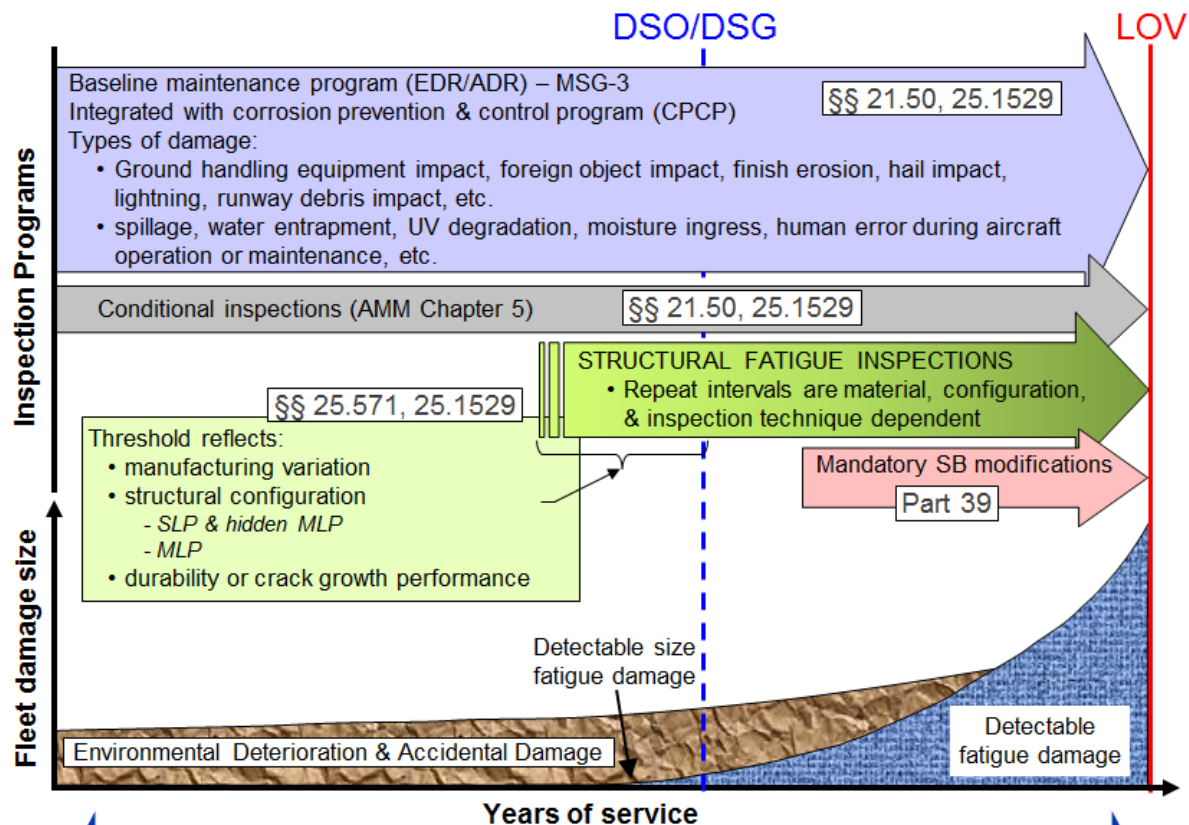 DSO/DSG
LOV
Inspection Programs
Baseline maintenance program (EDR/ADR) – MSG-3
§§ 21.50, 25.1529
Integrated with corrosion prevention & control program (CPCP)
Types of damage:
• Ground handling equipment impact, foreign object impact, finish erosion, hail impact,
lightning, runway debris impact, etc.
• spillage, water entrapment, UV degradation, moisture ingress, human error during aircraft
operation or maintenance, etc.
Conditional inspections (AMM Chapter 5)
§§ 21.50, 25.1529
STRUCTURAL FATIGUE INSPECTIONS
• Repeat intervals are material, configuration,
& inspection technique dependent
§§ 25.571, 25.1529
Threshold reflects:
• manufacturing variation
• structural configuration
- SLP & hidden MLP
- MLP
• durability or crack growth performance
Mandatory SB modifications
Part 39
Fleet damage size
Detectable size
fatigue damage
Environmental Deterioration & Accidental Damage
Detectable
fatigue damage
Years of service